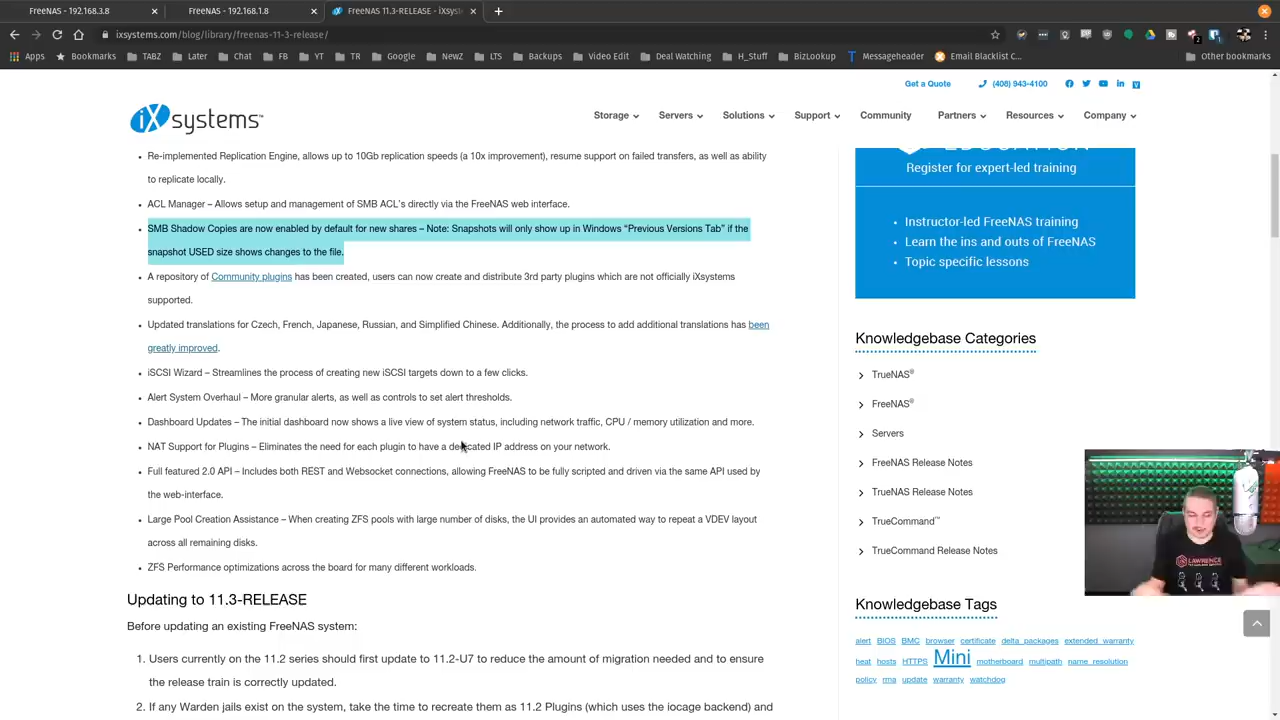 FreeNAS - 192.168.3.8
FreeNAS - 192.168.1.8
FreeNAS 11.3-RELEASE - iXsyst
ixsystems.com/blog/library/freenas-11-3-release/
Apps
Bookmarks
TABZ
Later
Chat
FB
YT
TR
Google
NewZ
LTS
Backups
Video Edit
Deal Watching
H_Stuff
BizLookup
Messageheader
Email Blacklist C...
Other bookmarks
Get a Quote
(408) 943-4100
iXsystems
Storage
Servers
Solutions
Support
Community
Partners
Resources
Company
Re-implemented Replication Engine, allows up to 10Gb replication speeds (a 10x improvement), resume support on failed transfers, as well as ability
to replicate locally.
ACL Manager – Allows setup and management of SMB ACL's directly via the FreeNAS web interface.
SMB Shadow Copies are now enabled by default for new shares – Note: Snapshots will only show up in Windows “Previous Versions Tab” if the
snapshot USED size shows changes to the file.
A repository of Community plugins has been created, users can now create and distribute 3rd party plugins which are not officially iXsystems
supported.
Updated translations for Czech, French, Japanese, Russian, and Simplified Chinese. Additionally, the process to add additional translations has been
greatly improved.
iSCSI Wizard – Streamlines the process of creating new iSCSI targets down to a few clicks.
Alert System Overhaul – More granular alerts, as well as controls to set alert thresholds.
Dashboard Updates – The initial dashboard now shows a live view of system status, including network traffic, CPU / memory utilization and more.
NAT Support for Plugins – Eliminates the need for each plugin to have a dedicated IP address on your network.
Full featured 2.0 API – Includes both REST and Websocket connections, allowing FreeNAS to be fully scripted and driven via the same API used by
the web-interface.
Large Pool Creation Assistance – When creating ZFS pools with large number of disks, the UI provides an automated way to repeat a VDEV layout
across all remaining disks.
ZFS Performance optimizations across the board for many different workloads.
Updating to 11.3-RELEASE
Before updating an existing FreeNAS system:
1. Users currently on the 11.2 series should first update to 11.2-U7 to reduce the amount of migration needed and to ensure
the release train is correctly updated.
2. If any Warden jails exist on the system, take the time to recreate them as 11.2 Plugins (which uses the iocage backend) and
EDUCATION
Register for expert-led training
Instructor-led FreeNAS training
Learn the ins and outs of FreeNAS
Topic specific lessons
Knowledgebase Categories
TrueNAS®
FreeNAS®
Servers
FreeNAS Release Notes
TrueNAS Release Notes
TrueCommand™
TrueCommand Release Notes
Knowledgebase Tags
alert BIOS BMC browser certificate delta packages extended warranty
heat hosts HTTPS Mini motherboard multipath name resolution
policy rma update warranty watchdog
LAWRENCE